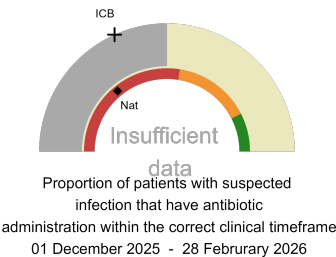 ICB
Nat
Insufficient
data
Proportion of patients with suspected
infection that have antibiotic
administration within the correct clinical timeframe
01 December 2025 - 28 Februrary 2026